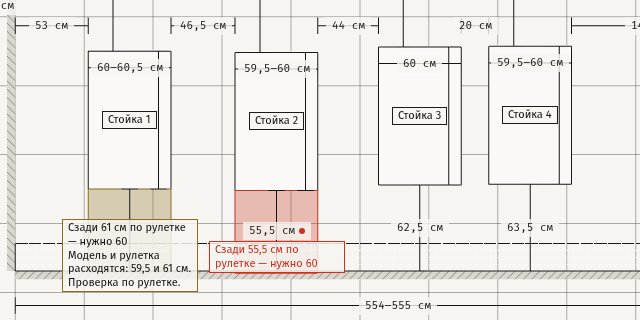 см
53 см
46,5 см
44 см
20 см
60–60,5 см
59,5–60 см
60 см
59,5–60 см
Стойка 1
Стойка 2
Стойка 3
Стойка 4
55,5 см
62,5 см
63,5 см
Сзади 61 см по рулетке
— нужно 60
Модель и рулетка
расходятся: 59,5 и 61 см.
Проверка по рулетке.
Сзади 55,5 см по
рулетке — нужно 60
554–555 см